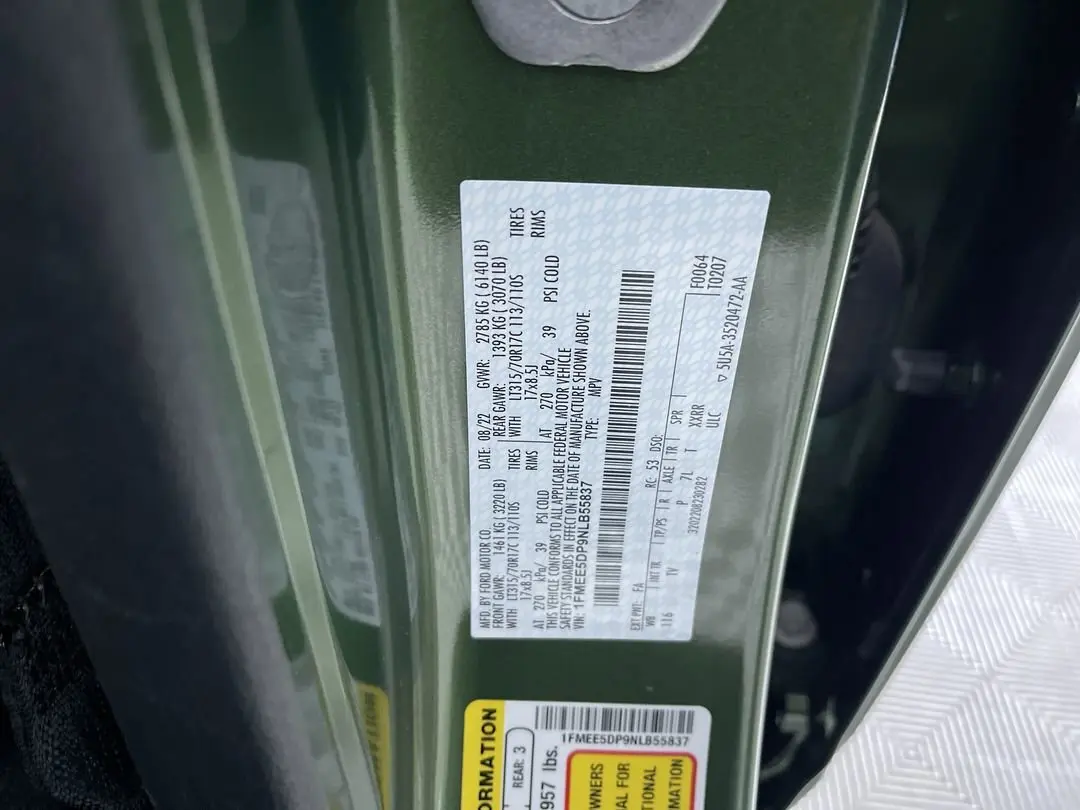 MFD. BY FORD MOTOR CO.
DATE: 08/22 GVWR: 2785 KG ( 6140 LB)
FRONT GAWR: 1461 KG ( 3220 LB) REAR GAWR: 1393 KG ( 3070 LB)
WITH LT315/70R17C 113/110S TIRES WITH LT315/70R17C 113/110S TIRES
17x8.5J RIMS 17x8.5J RIMS
AT 270 kPa/ 39 PSI COLD AT 270 kPa/ 39 PSI COLD
THIS VEHICLE CONFORMS TO ALL APPLICABLE FEDERAL MOTOR VEHICLE
SAFETY STANDARDS IN EFFECT ON THE DATE OF MANUFACTURE SHOWN ABOVE.
VIN: 1FMEE5DP9NLB55837 TYPE: MPV
EXT PNT: FA RC: 53 DSO: F0064
WB INT TR TP/PS R AXLE TR SPR T0207
116 TV P 7L T XXRR
3202208230282 ULC
5U5A-3520472-AA
ORMATION
REAR: 3
957 lbs.
1FMEE5DP9NLB55837
OWNERS
AL FOR
TIONAL
MATION